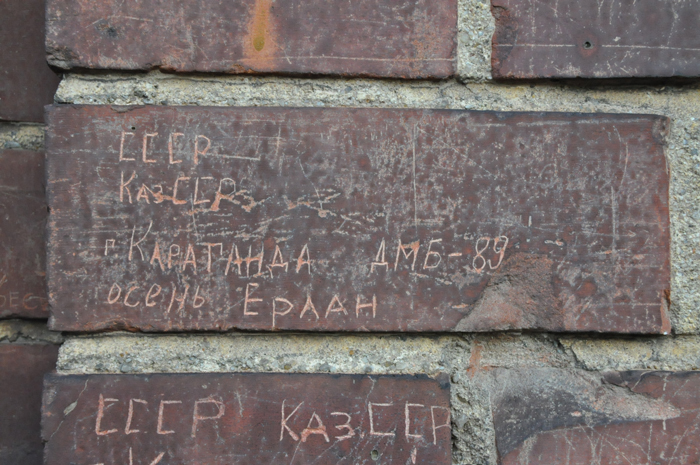 СССР
КазССР
г Караганда ДМБ-89
осень Ерлан
СССР КазССР